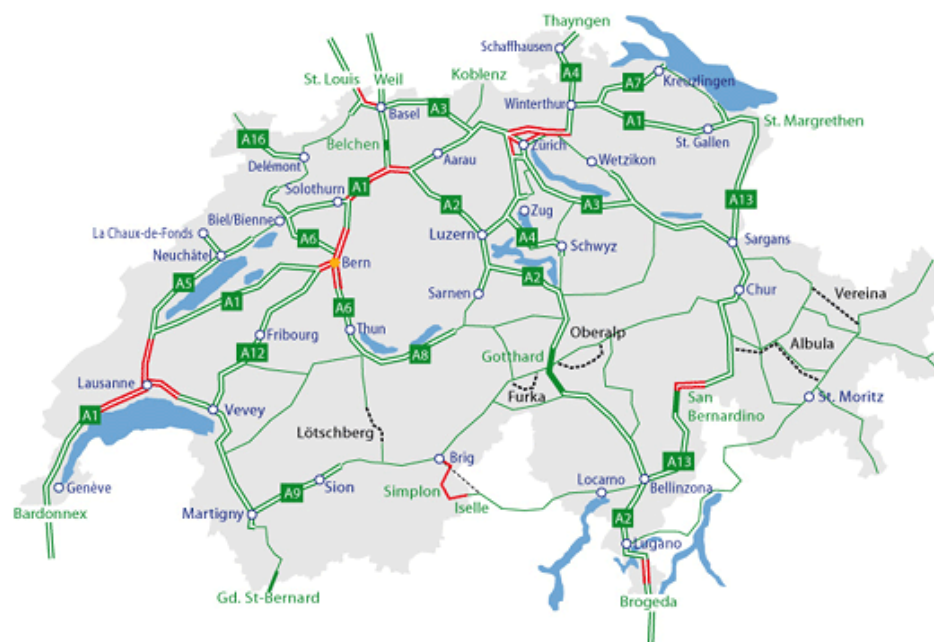 Thayngen
Schaffhausen
St. Louis
Weil
Koblenz
A4
A7
Kreuzlingen
Basel
A3
Winterthur
A1
St. Margrethen
A16
Belchen
Zürich
St. Gallen
Delémont
Aarau
Wetzikon
Solothurn
A1
A2
A3
A13
Biel/Bienne
Zug
La Chaux-de-Fonds
A6
Luzern
A4
Schwyz
Sargans
Neuchâtel
Bern
A5
A1
A6
Sarnen
A2
Chur
Vereina
Fribourg
Thun
Oberalp
Albula
A12
A8
Gotthard
Lausanne
Furka
San
Bernardino
St. Moritz
A1
Vevey
Lötschberg
Brig
A13
Genève
A9
Sion
Simplon
Iselle
Locarno
Bellinzona
Bardonnex
Martigny
A2
Lugano
Gd. St-Bernard
Brogeda